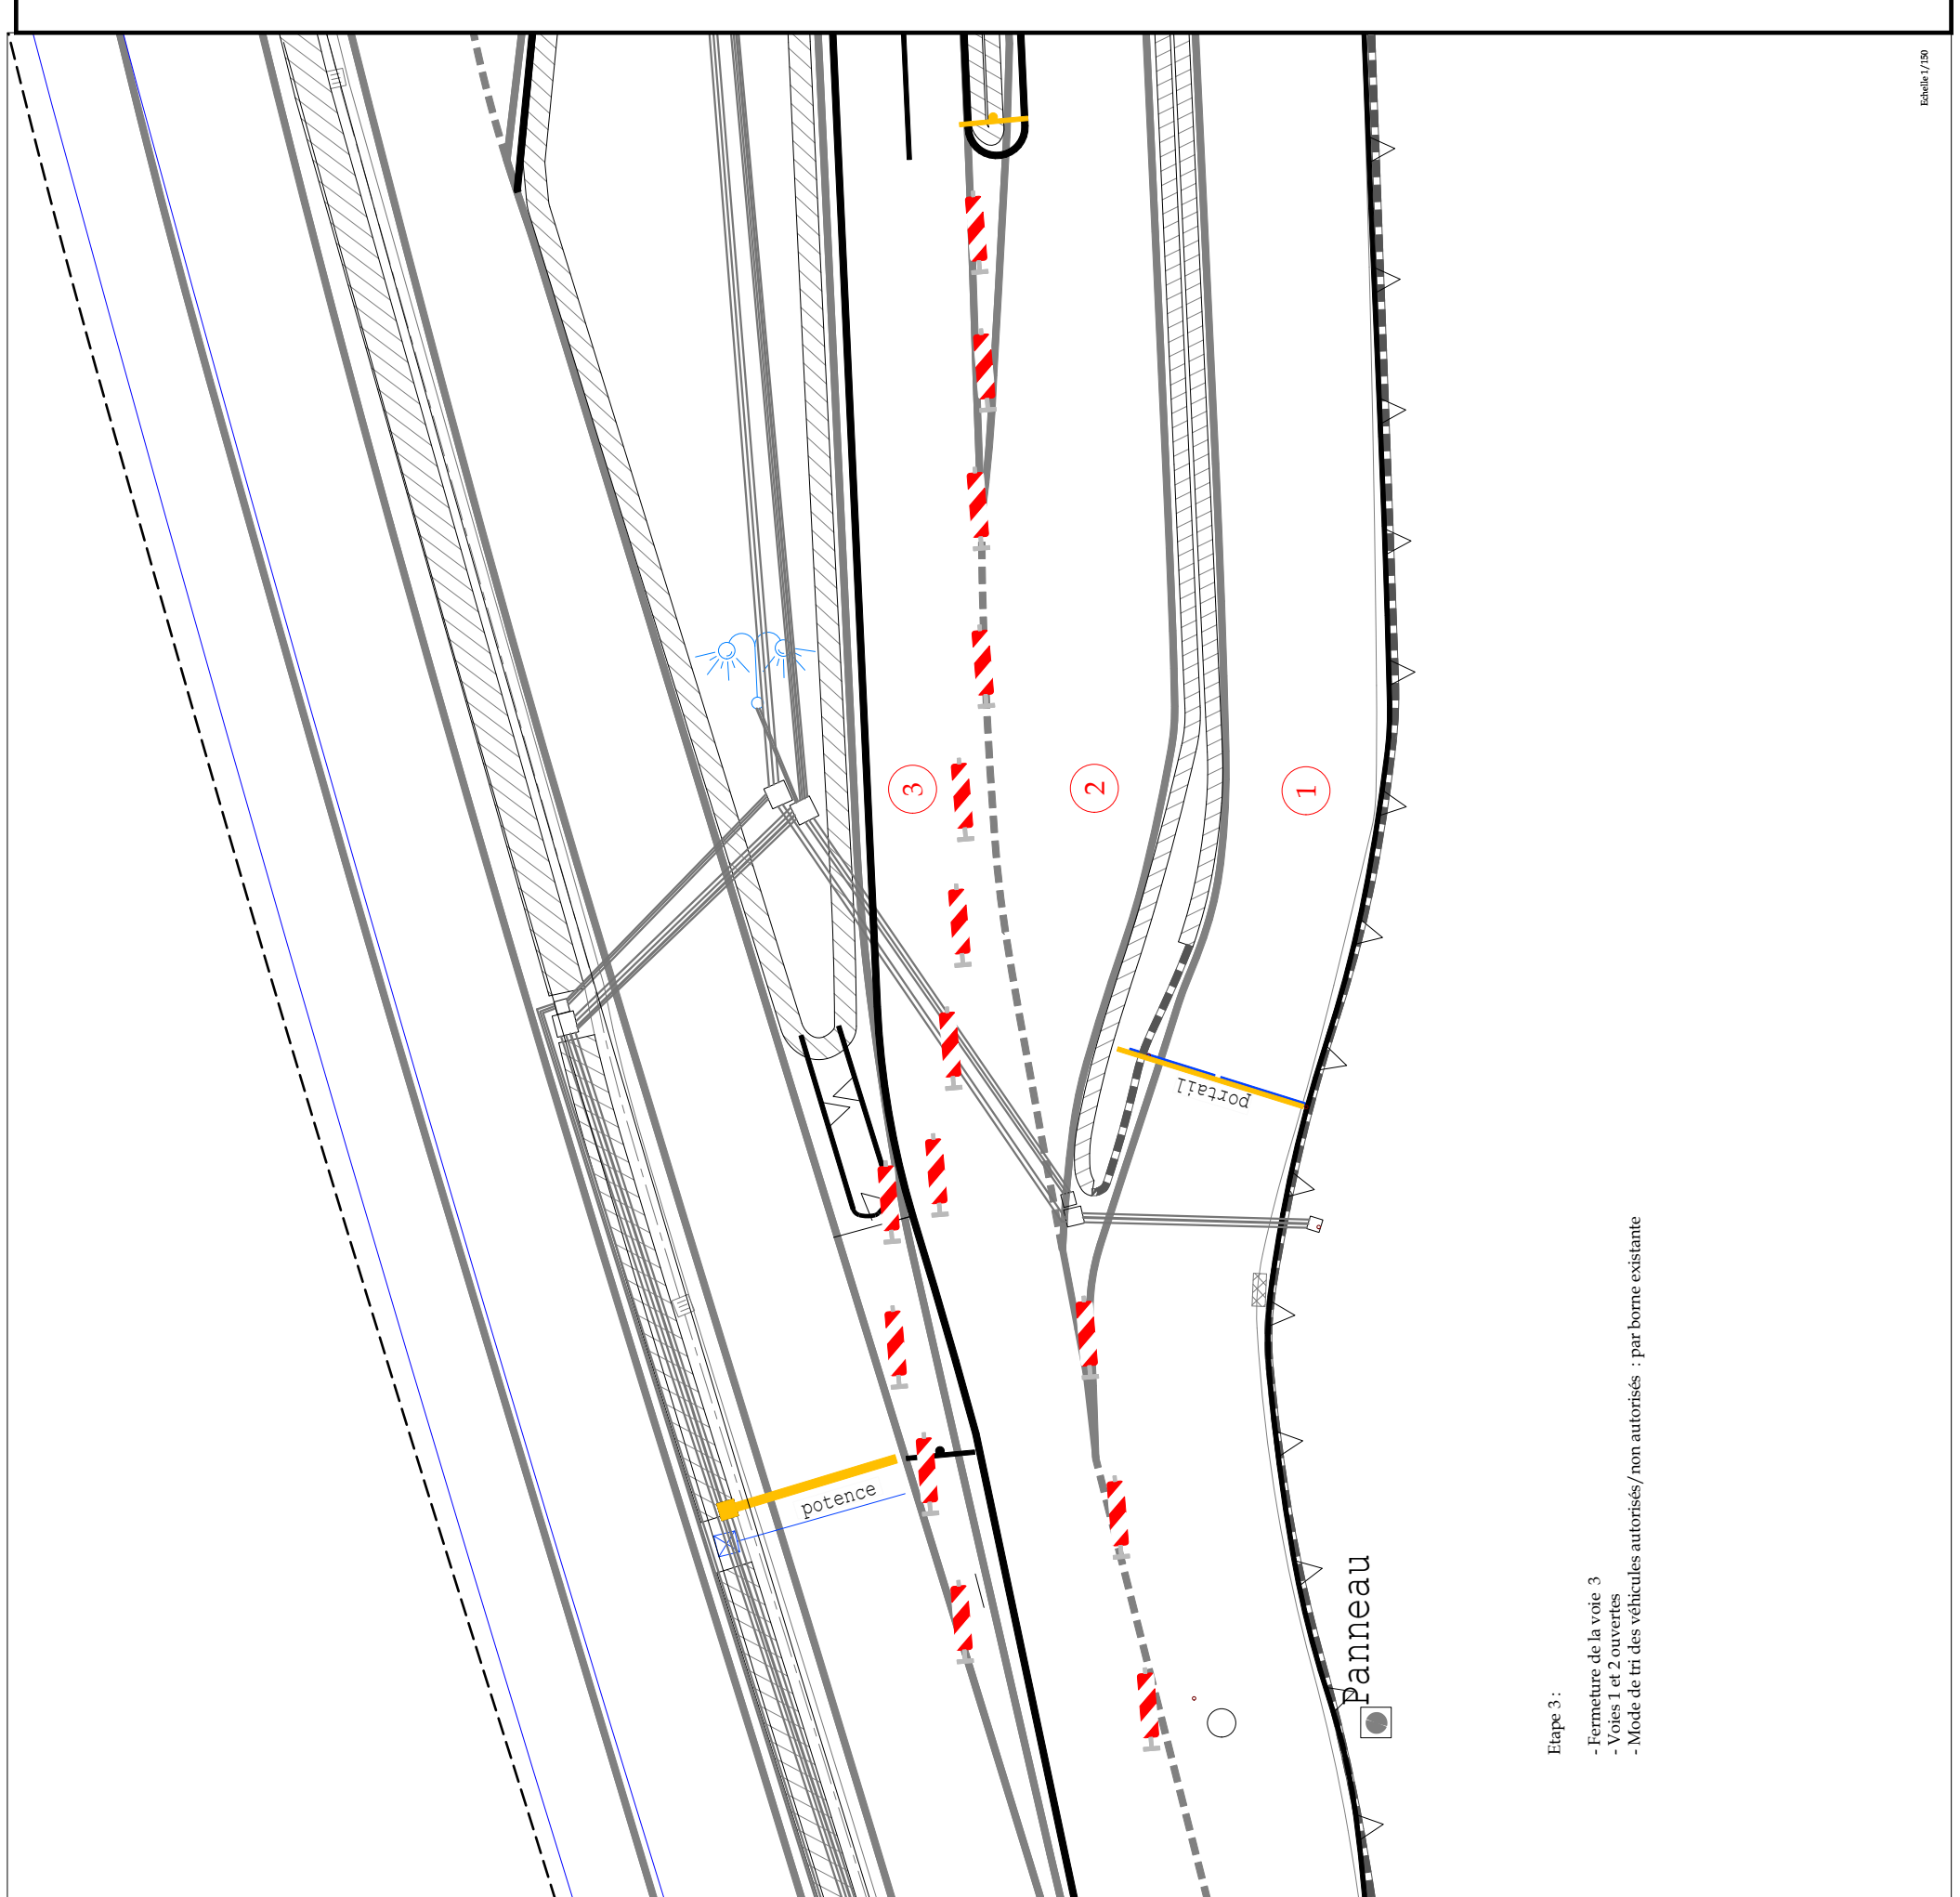 Echelle 1/150
3
2
1
portail
potence
Panneau
Etape 3 :
- Fermeture de la voie 3
- Voies 1 et 2 ouvertes
- Mode de tri des véhicules autorisés/non autorisés : par borne existante